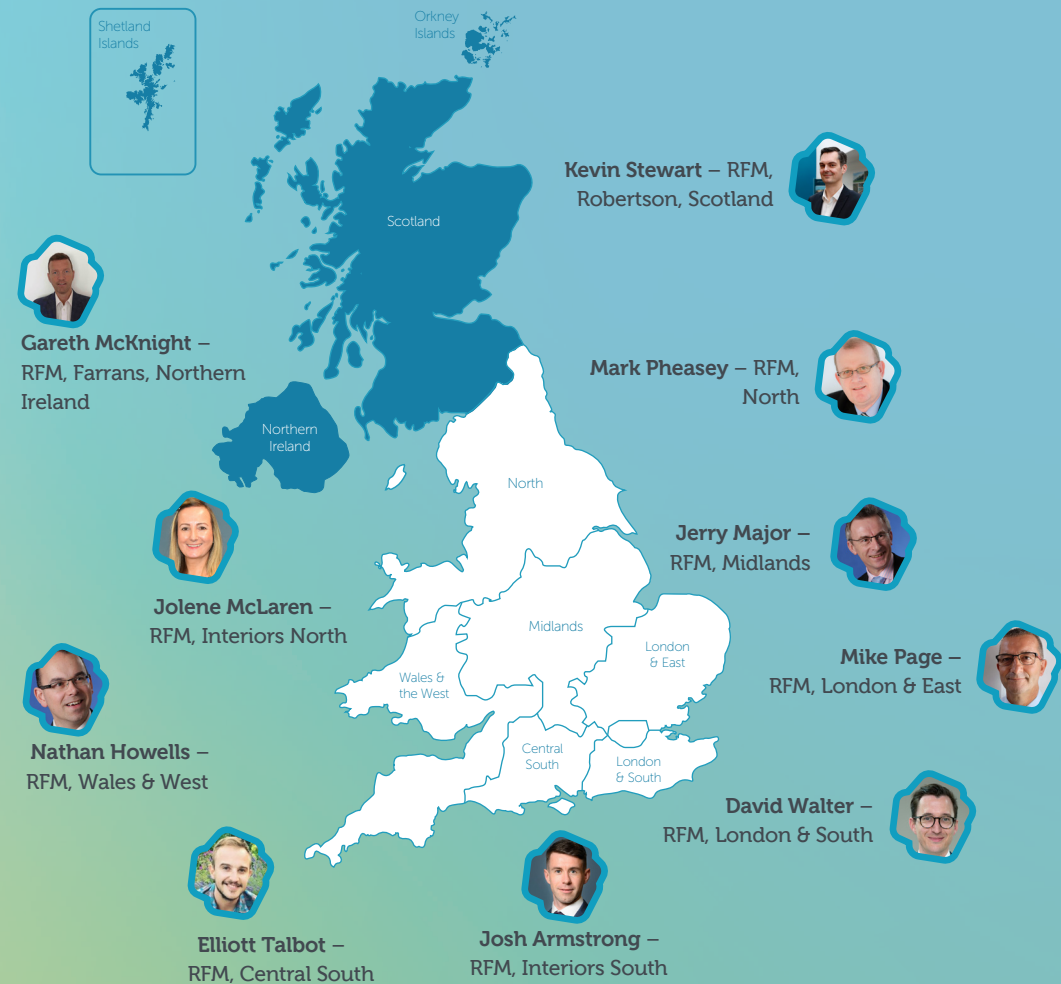 Shetland
Islands
Orkney
Islands
Kevin Stewart – RFM,
Robertson, Scotland
Scotland
Gareth McKnight –
RFM, Farrans, Northern
Ireland
Mark Pheasey – RFM,
North
Northern
Ireland
North
Jerry Major –
RFM, Midlands
Jolene McLaren –
RFM, Interiors North
Midlands
London
& East
Mike Page –
RFM, London & East
Wales &
the West
Nathan Howells –
RFM, Wales & West
Central
South
London
& South
David Walter –
RFM, London & South
Elliott Talbot –
RFM, Central South
Josh Armstrong –
RFM, Interiors South